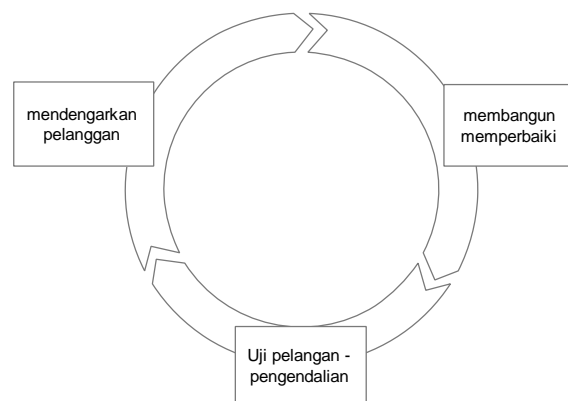 mendengarkan
pelanggan
membangun
memperbaiki
Uji pelangan -
pengendalian